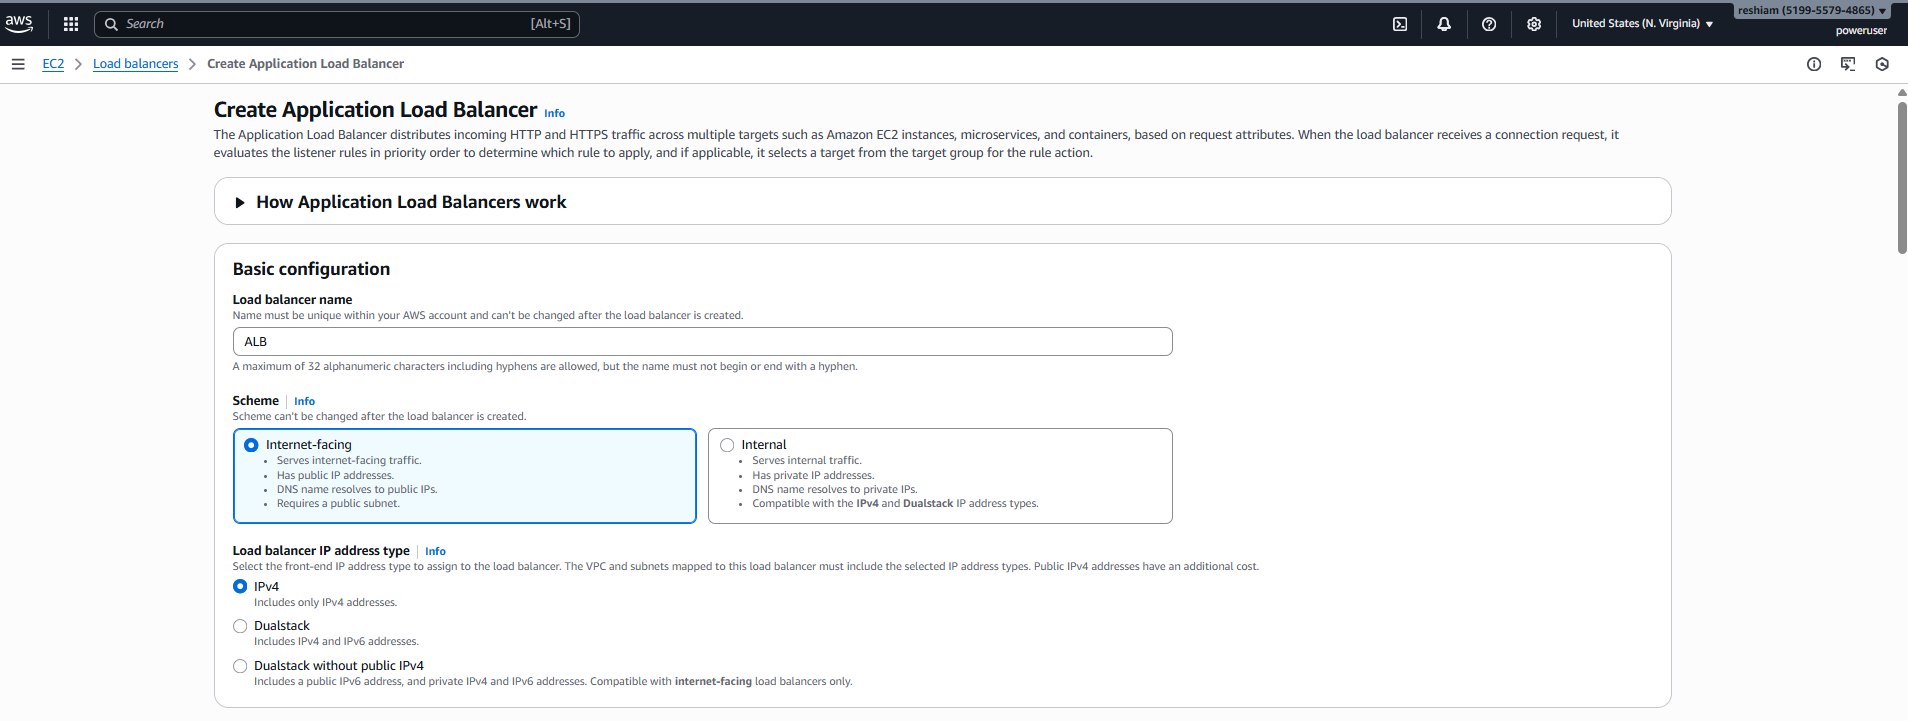 aws
Search [Alt+S]
United States (N. Virginia)
reshiam (5199-5579-4865)
poweruser
EC2 Load balancers Create Application Load Balancer
Create Application Load Balancer Info
The Application Load Balancer distributes incoming HTTP and HTTPS traffic across multiple targets such as Amazon EC2 instances, microservices, and containers, based on request attributes. When the load balancer receives a connection request, it
evaluates the listener rules in priority order to determine which rule to apply, and if applicable, it selects a target from the target group for the rule action.
How Application Load Balancers work
Basic configuration
Load balancer name
Name must be unique within your AWS account and can't be changed after the load balancer is created.
ALB
A maximum of 32 alphanumeric characters including hyphens are allowed, but the name must not begin or end with a hyphen.
Scheme Info
Scheme can't be changed after the load balancer is created.
Internet-facing
• Serves internet-facing traffic.
• Has public IP addresses.
• DNS name resolves to public IPs.
• Requires a public subnet.
Internal
• Serves internal traffic.
• Has private IP addresses.
• DNS name resolves to private IPs.
• Compatible with the IPv4 and Dualstack IP address types.
Load balancer IP address type Info
Select the front-end IP address type to assign to the load balancer. The VPC and subnets mapped to this load balancer must include the selected IP address types. Public IPv4 addresses have an additional cost.
IPv4
Includes only IPv4 addresses.
Dualstack
Includes IPv4 and IPv6 addresses.
Dualstack without public IPv4
Includes a public IPv6 address, and private IPv4 and IPv6 addresses. Compatible with internet-facing load balancers only.